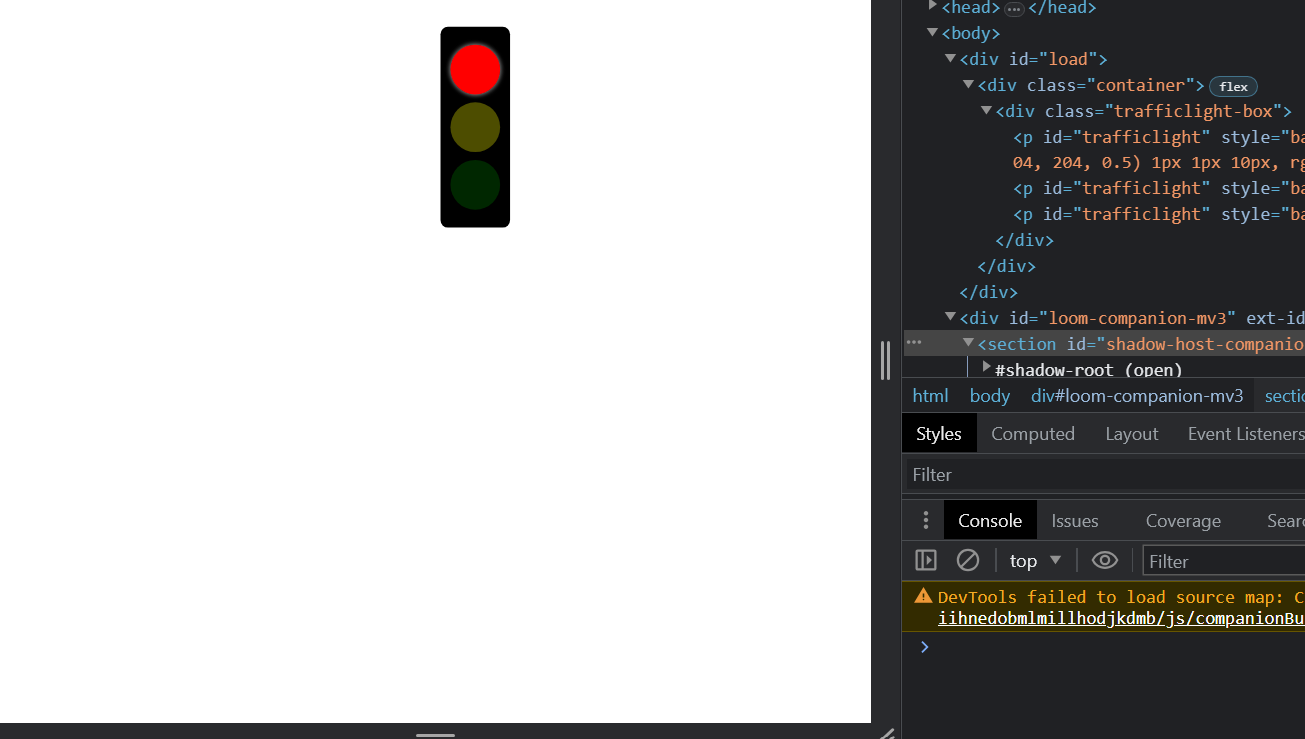 <head> ··· </head>
<body>
<div id="load">
<div class="container"> flex
<div class="trafficlight-box">
<p id="trafficlight" style="ba
04, 204, 0.5) 1px 1px 10px, rg
<p id="trafficlight" style="ba
<p id="trafficlight" style="ba
</div>
</div>
</div>
<div id="loom-companion-mv3" ext-id
··· <section id="shadow-host-companio
#shadow-root (open)
html body div#loom-companion-mv3 sectio
Styles Computed Layout Event Listeners
Filter
Console Issues Coverage Searc
top Filter
DevTools failed to load source map: C
iihnedobmlmillhodjkdmb/js/companionBu